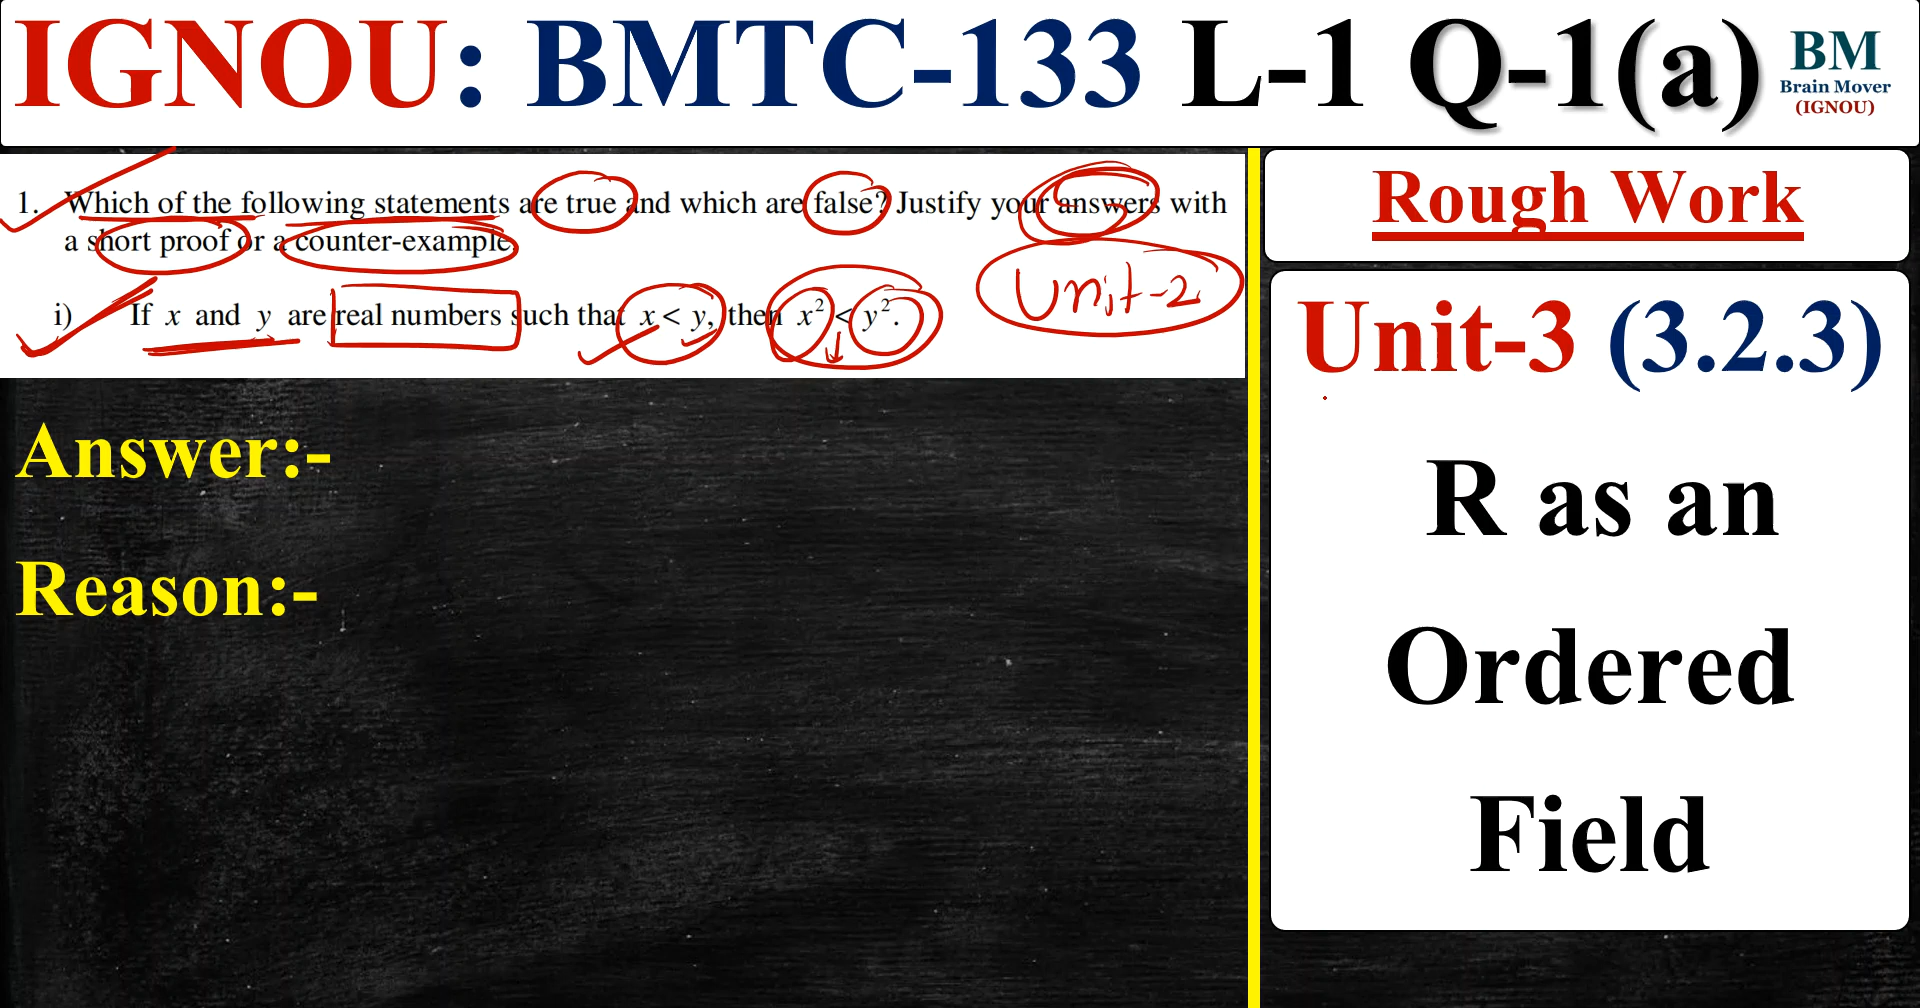 IGNOU: BMTC-133 L-1 Q-1(a)
BM
Brain Mover
(IGNOU)
1. Which of the following statements are true and which are false? Justify your answers with
a short proof or a counter-example.
Unit-2
i) If x and y are real numbers such that x < y, then x² < y².
Answer:-
Reason:-
Rough Work
Unit-3 (3.2.3)
R as an
Ordered
Field